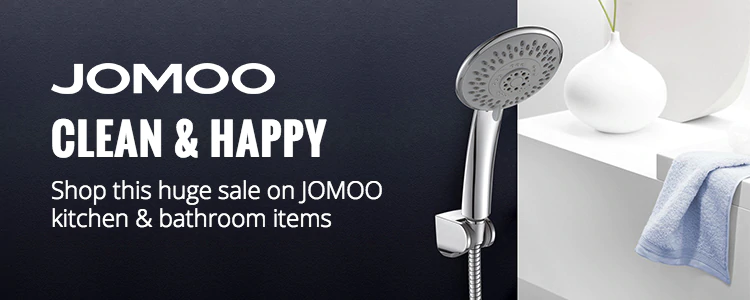 JOMOO
CLEAN & HAPPY
Shop this huge sale on JOMOO
kitchen & bathroom items